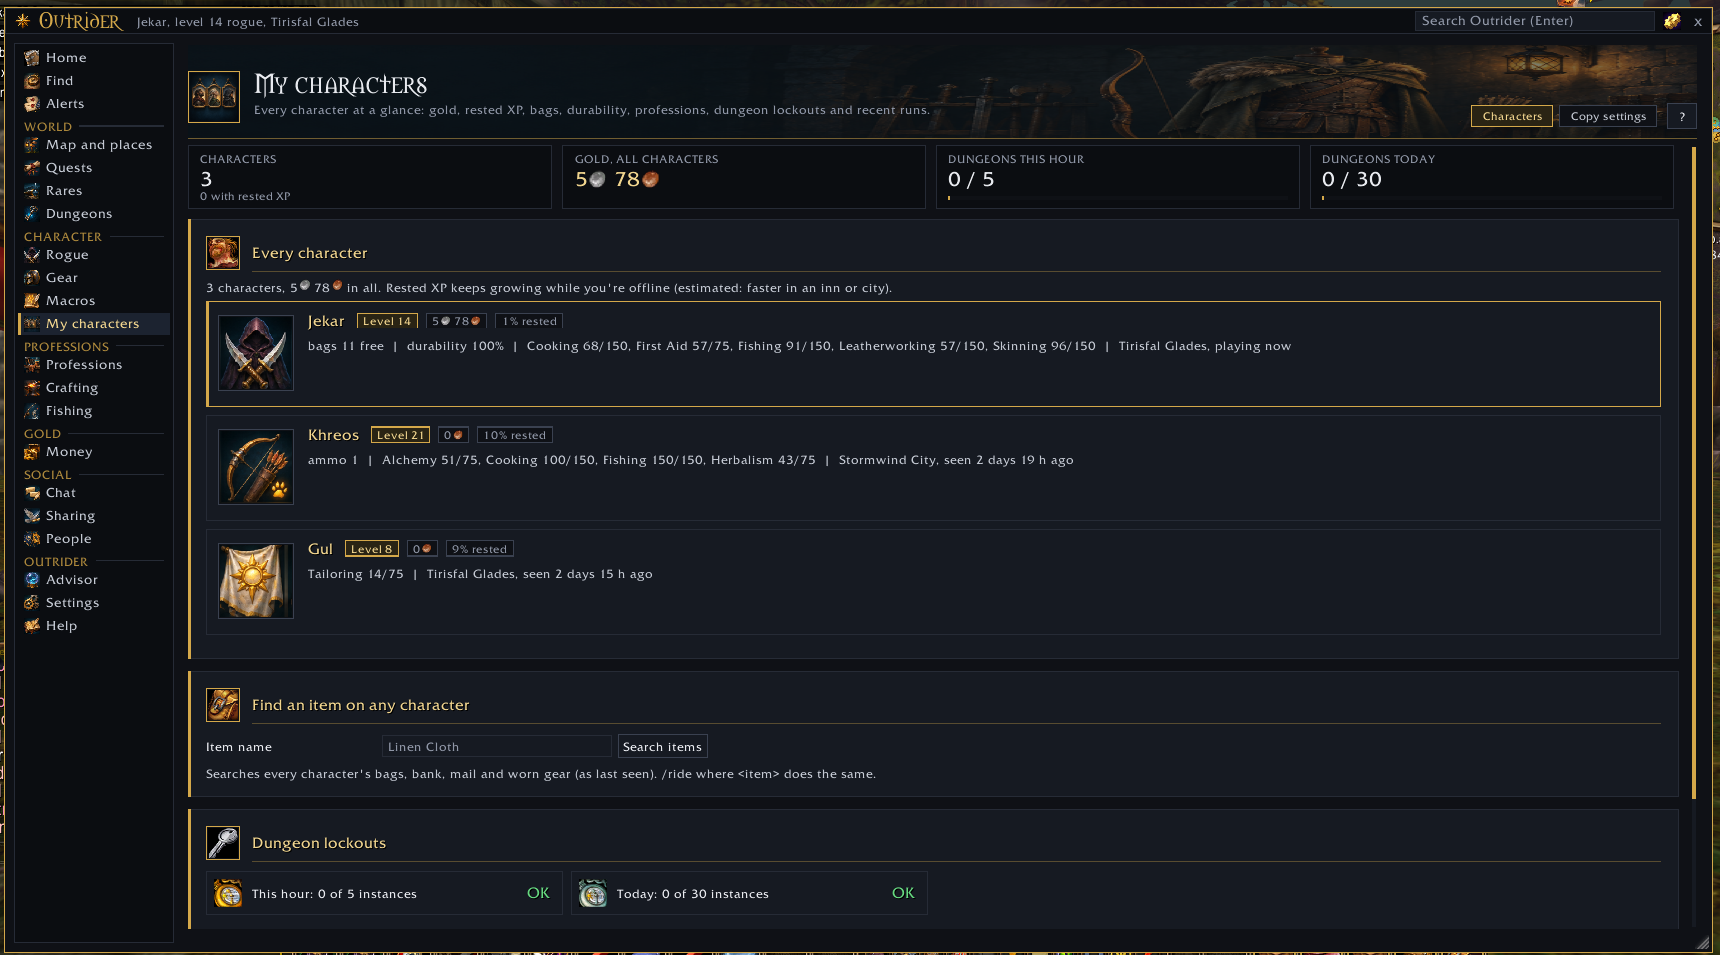 Outrider Jekar, level 14 rogue, Tirisfal Glades
Search Outrider (Enter)
x
Home
Find
Alerts
WORLD
Map and places
Quests
Rares
Dungeons
CHARACTER
Rogue
Gear
Macros
My characters
PROFESSIONS
Professions
Crafting
Fishing
GOLD
Money
SOCIAL
Chat
Sharing
People
OUTRIDER
Advisor
Settings
Help
My characters
Every character at a glance: gold, rested XP, bags, durability, professions, dungeon lockouts and recent runs.
Characters
Copy settings
?
CHARACTERS
3
0 with rested XP
GOLD, ALL CHARACTERS
5 78
DUNGEONS THIS HOUR
0 / 5
DUNGEONS TODAY
0 / 30
Every character
3 characters, 5 78 in all. Rested XP keeps growing while you're offline (estimated: faster in an inn or city).
Jekar Level 14 5 78 1% rested
bags 11 free | durability 100% | Cooking 68/150, First Aid 57/75, Fishing 91/150, Leatherworking 57/150, Skinning 96/150 | Tirisfal Glades, playing now
Khreos Level 21 0 10% rested
ammo 1 | Alchemy 51/75, Cooking 100/150, Fishing 150/150, Herbalism 43/75 | Stormwind City, seen 2 days 19 h ago
Gul Level 8 0 9% rested
Tailoring 14/75 | Tirisfal Glades, seen 2 days 15 h ago
Find an item on any character
Item name Linen Cloth Search items
Searches every character's bags, bank, mail and worn gear (as last seen). /ride where <item> does the same.
Dungeon lockouts
This hour: 0 of 5 instances OK
Today: 0 of 30 instances OK